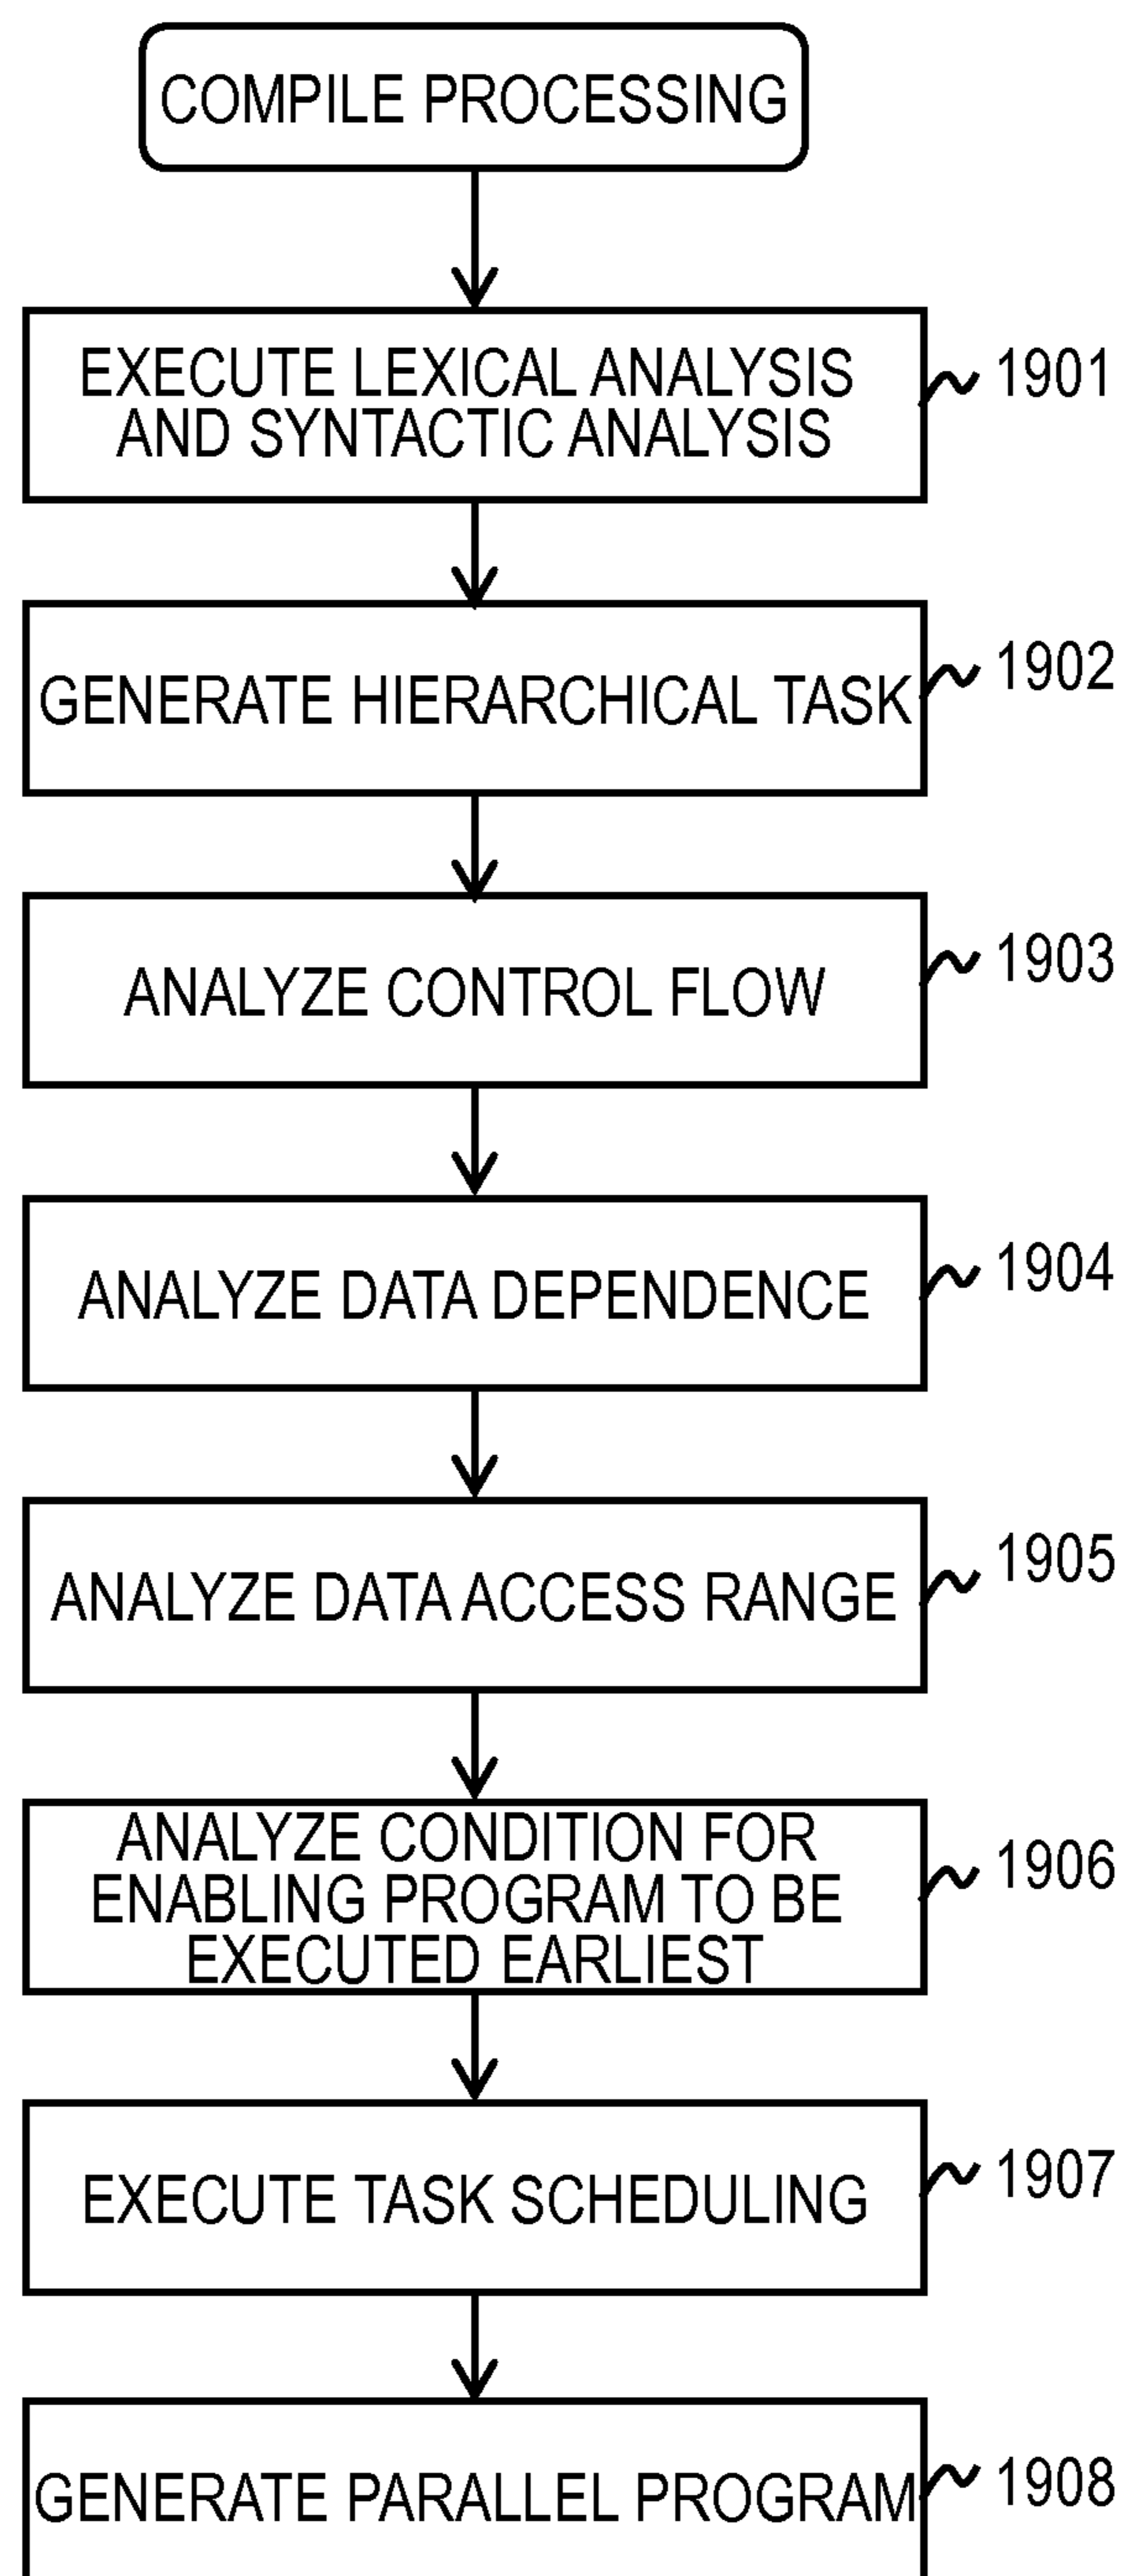 COMPILE PROCESSING
EXECUTE LEXICAL ANALYSIS
AND SYNTACTIC ANALYSIS
1901
GENERATE HIERARCHICAL TASK
1902
ANALYZE CONTROL FLOW
1903
ANALYZE DATA DEPENDENCE
1904
ANALYZE DATA ACCESS RANGE
1905
ANALYZE CONDITION FOR
ENABLING PROGRAM TO BE
EXECUTED EARLIEST
1906
EXECUTE TASK SCHEDULING
1907
GENERATE PARALLEL PROGRAM
1908